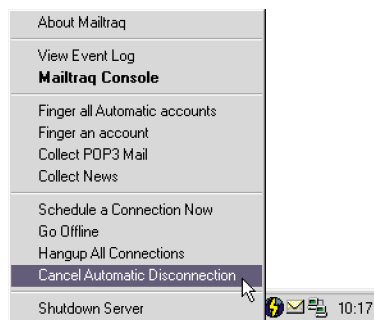 About Mailtraq
View Event Log
Mailtraq Console
Finger all Automatic accounts
Finger an account
Collect POP3 Mail
Collect News
Schedule a Connection Now
Go Offline
Hangup All Connections
Cancel Automatic Disconnection
Shutdown Server
10:17